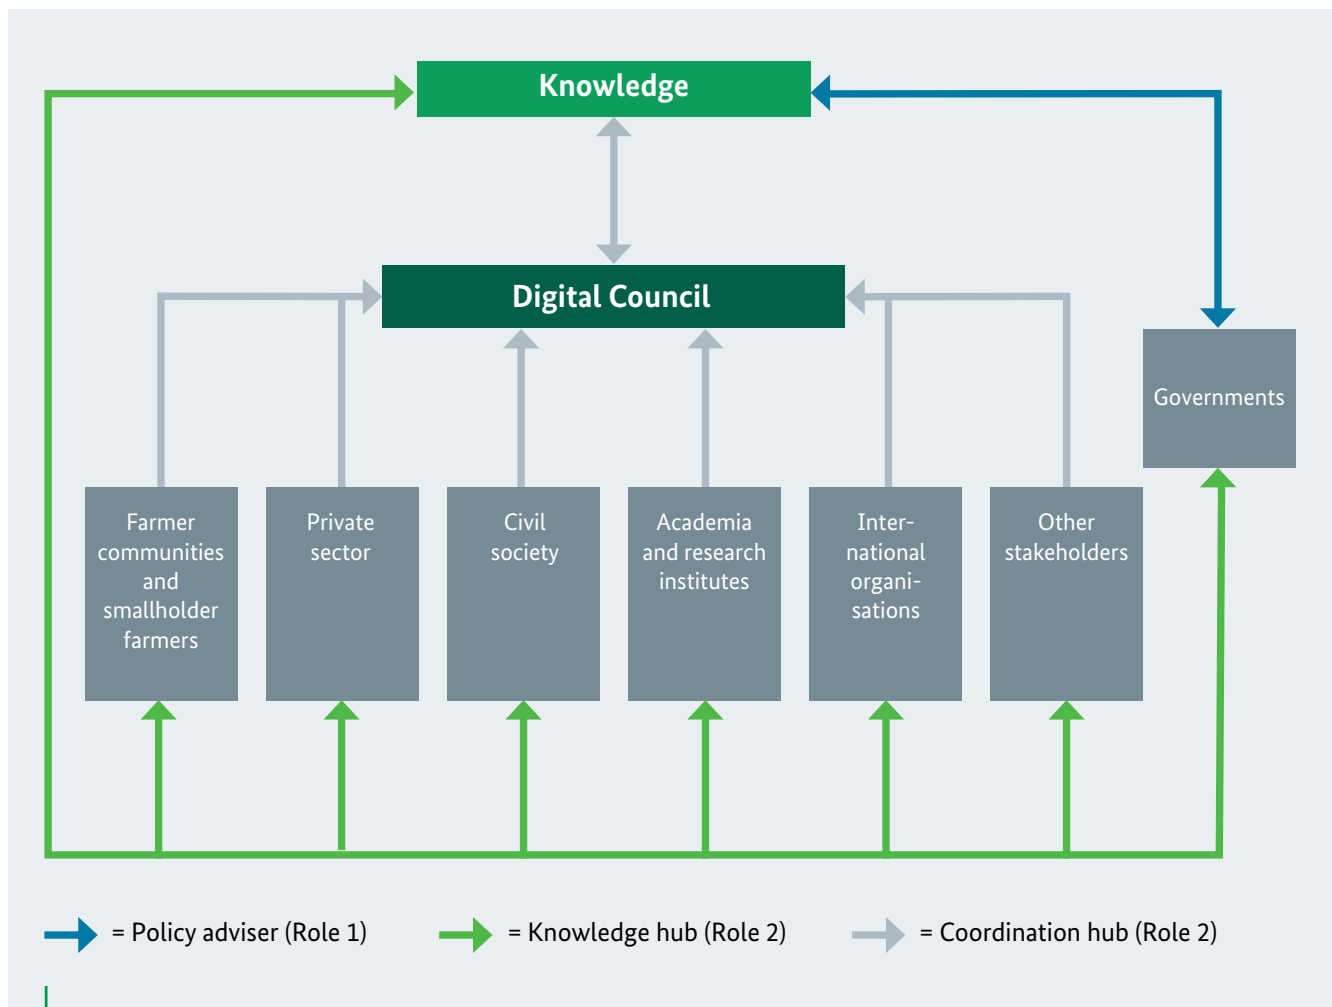 Knowledge
Digital Council
Governments
Farmer
communities
and
smallholder
farmers
Private
sector
Civil
society
Academia
and research
institutes
Inter-
national
organi-
sations
Other
stakeholders
= Policy adviser (Role 1)
= Knowledge hub (Role 2)
= Coordination hub (Role 2)